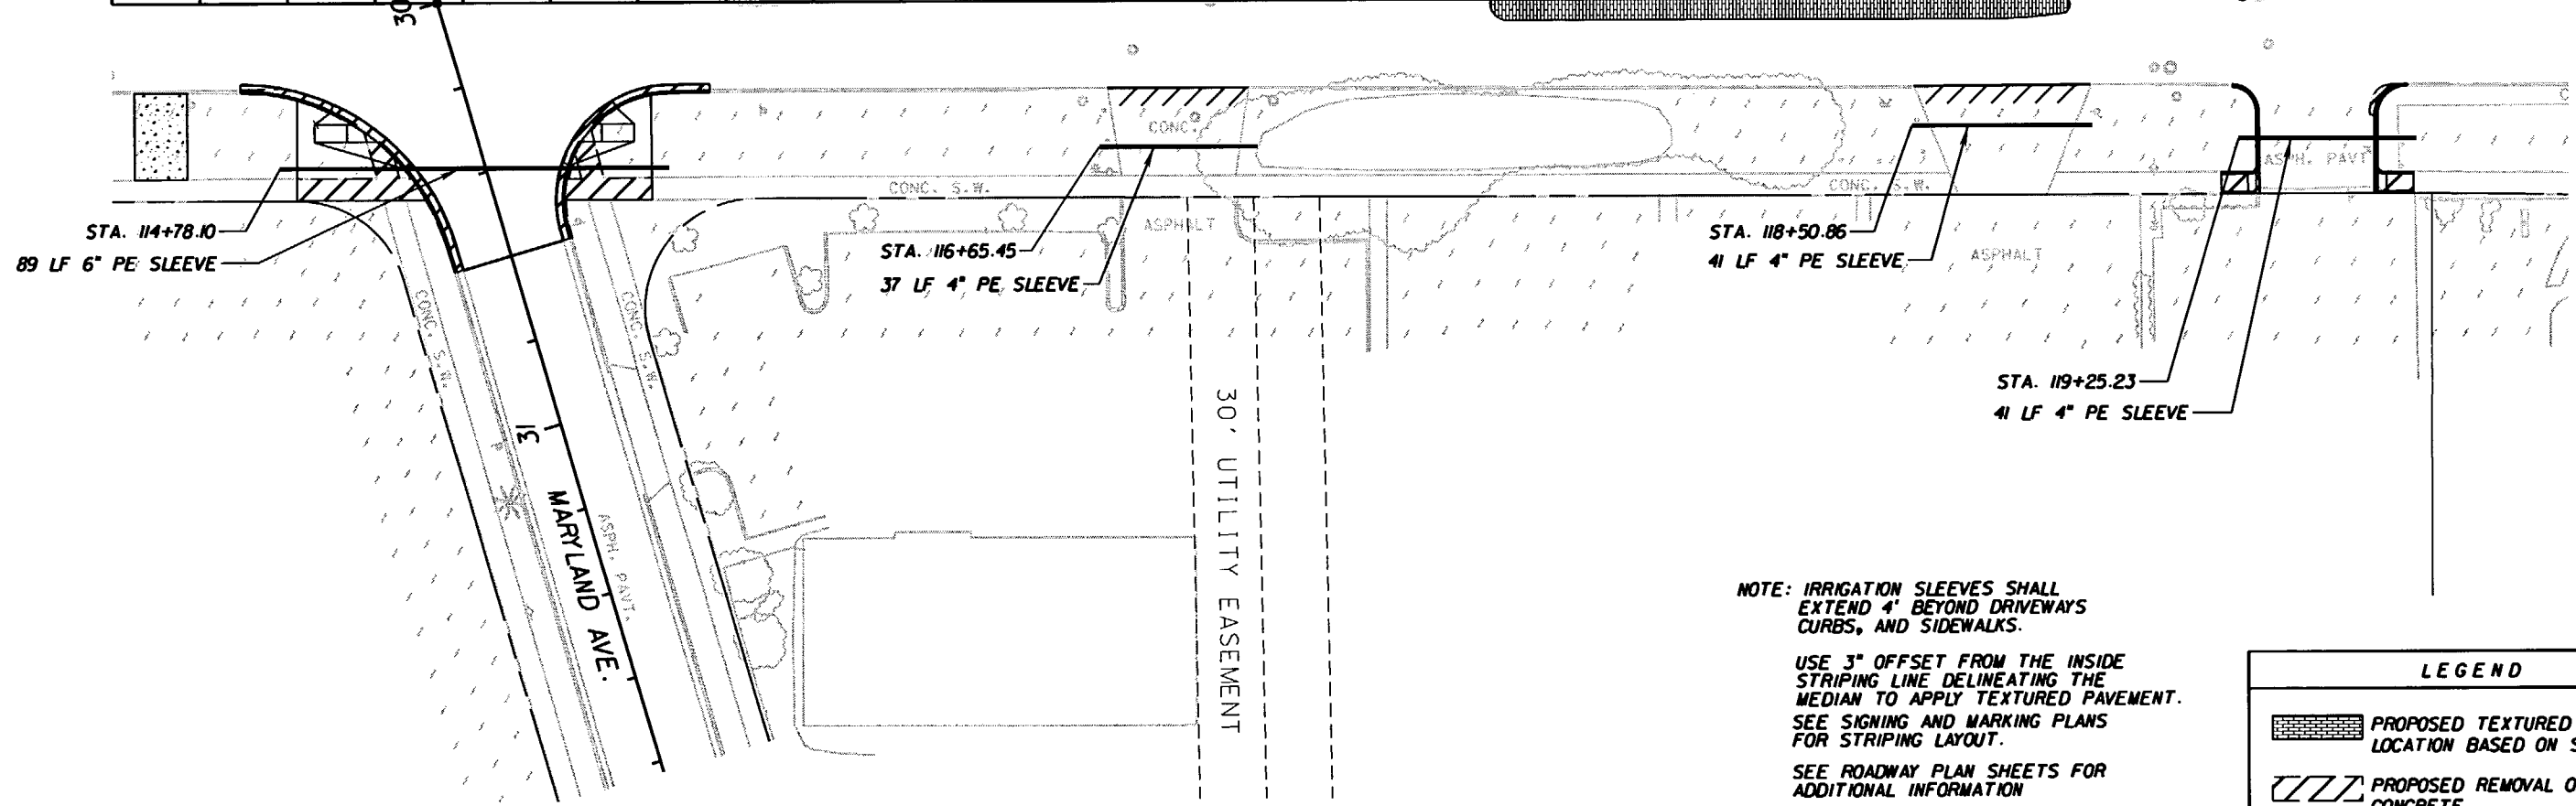 30
CONC.
CONC. S.W.
CONC. S.W.
ASPH. PAVT
STA. 114+78.10
89 LF 6" PE SLEEVE
STA. 116+65.45
37 LF 4" PE SLEEVE
ASPHALT
STA. 118+50.86
41 LF 4" PE SLEEVE
ASPHALT
STA. 119+25.23
41 LF 4" PE SLEEVE
CONC. S.W.
CONC. S.W.
31
MARYLAND AVE.
ASPH. PAVT.
30' UTILITY EASEMENT
NOTE: IRRIGATION SLEEVES SHALL
EXTEND 4' BEYOND DRIVEWAYS
CURBS, AND SIDEWALKS.
USE 3" OFFSET FROM THE INSIDE
STRIPING LINE DELINEATING THE
MEDIAN TO APPLY TEXTURED PAVEMENT.
SEE SIGNING AND MARKING PLANS
FOR STRIPING LAYOUT.
SEE ROADWAY PLAN SHEETS FOR
ADDITIONAL INFORMATION
LEGEND
PROPOSED TEXTURED
LOCATION BASED ON S
PROPOSED REMOVAL O
CONCRETE